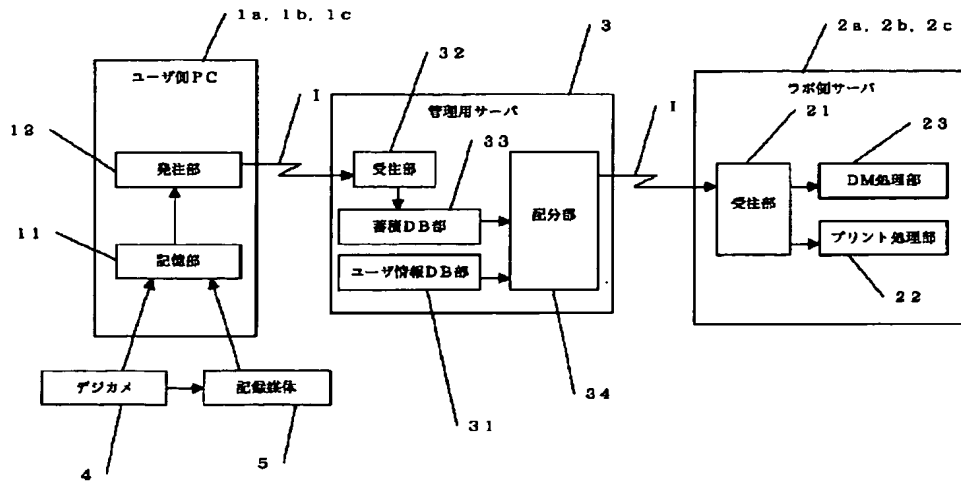 1a, 1b, 1c
ユーザ側PC
12
発注部
11
記憶部
デジカメ
4
記録媒体
5
I
3
32
管理用サーバ
受注部
33
蓄積DB部
ユーザ情報DB部
31
配分部
34
I
2a, 2b, 2c
ラボ側サーバ
21
受注部
23
DM処理部
プリント処理部
22